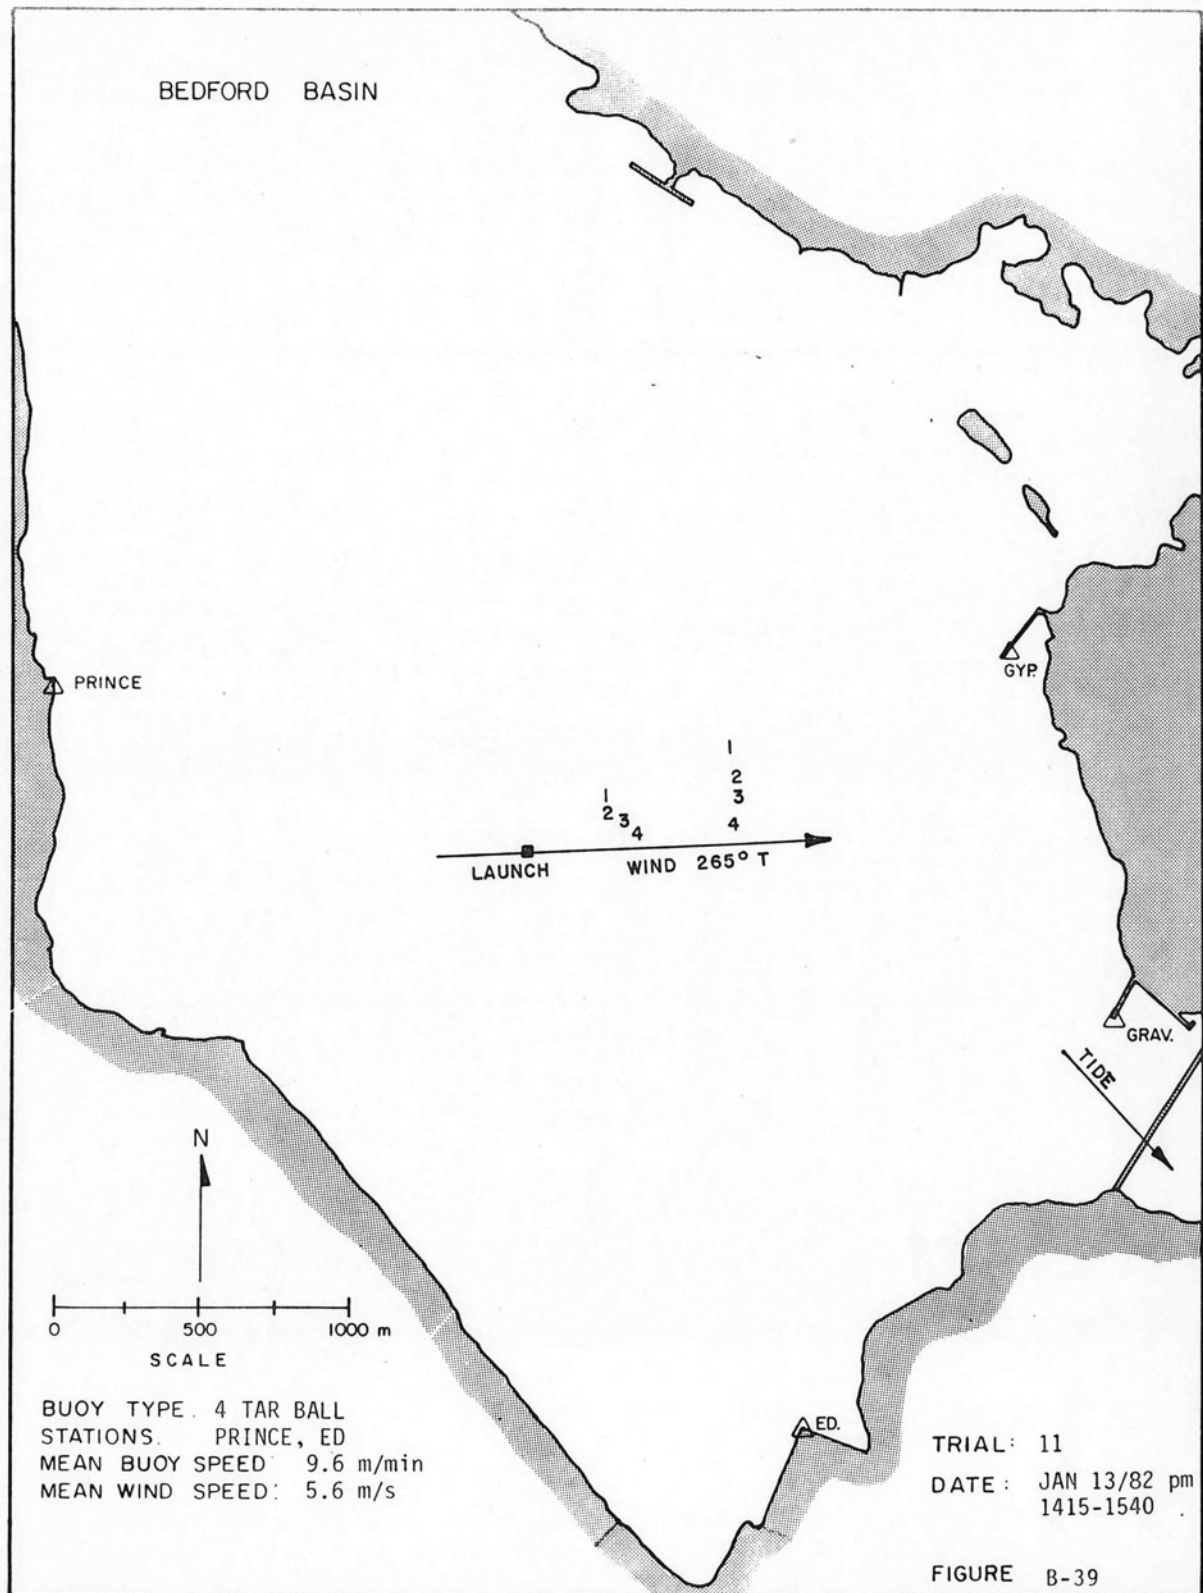 BEDFORD BASIN
PRINCE
GYP.
1
2
3
4
1
2
3
4
LAUNCH
WIND 265° T
GRAV.
TIDE
N
0 500 1000 m
SCALE
ED.
BUOY TYPE. 4 TAR BALL
STATIONS. PRINCE, ED
MEAN BUOY SPEED: 9.6 m/min
MEAN WIND SPEED: 5.6 m/s
TRIAL: 11
DATE: JAN 13/82 pm
1415-1540
FIGURE B-39